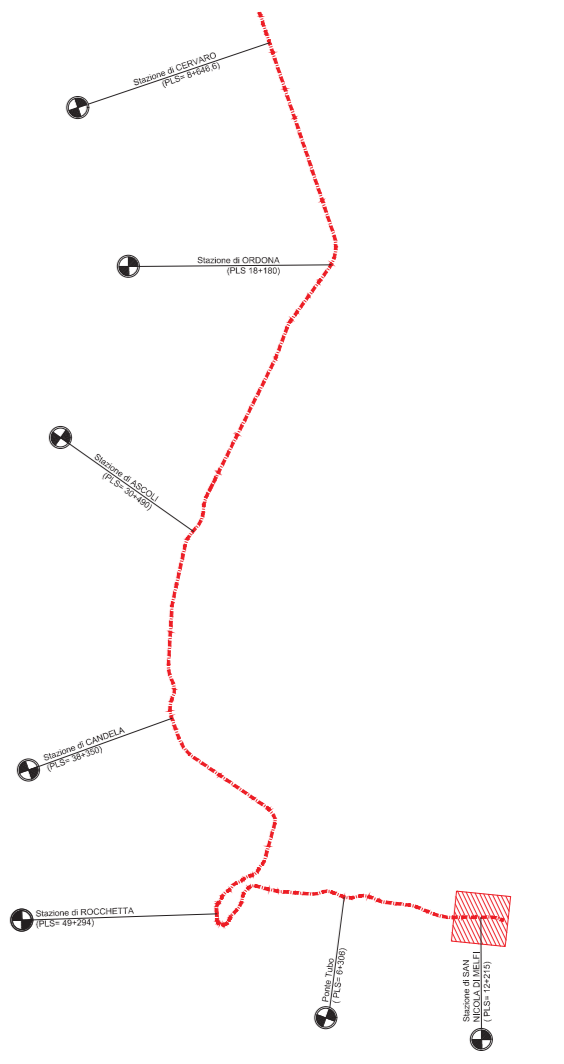 Stazione di CERVARO
(PLS= 8+646.6)
Stazione di ORDONA
(PLS 18+180)
Stazione di ASCOLI
(PLS= 30+490)
Stazione di CANDELA
(PLS= 38+350)
Stazione di ROCCHETTA
(PLS= 49+294)
Ponte Tubo
( PLS= 6+306)
Stazione di SAN
NICOLA DI MELFI
( PLS= 12+215)